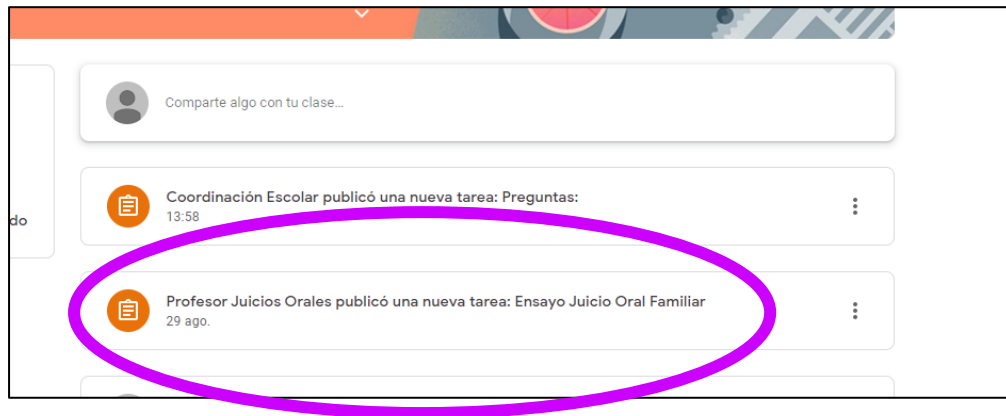 Comparte algo con tu clase...
Coordinación Escolar publicó una nueva tarea: Preguntas:
13:58
do
Profesor Juicios Orales publicó una nueva tarea: Ensayo Juicio Oral Familiar
29 ago.